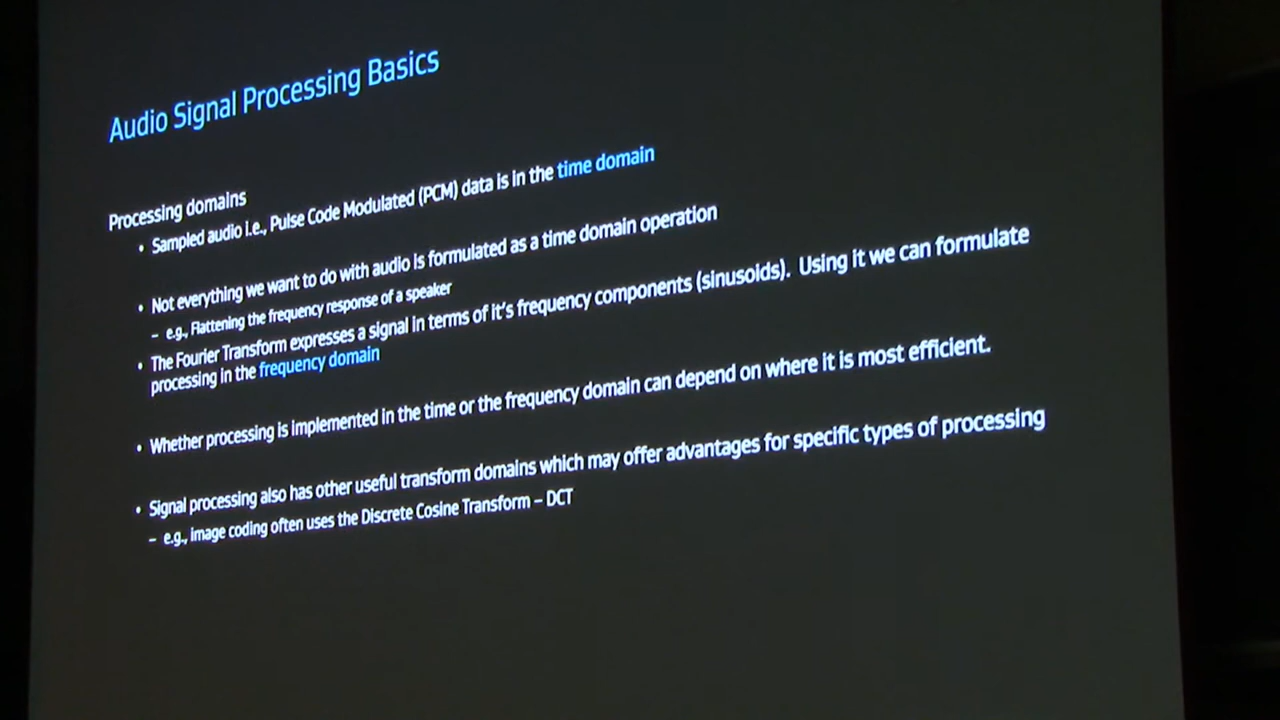 Audio Signal Processing Basics
Processing domains
• Sampled audio i.e., Pulse Code Modulated (PCM) data is in the time domain
• Not everything we want to do with audio is formulated as a time domain operation
– e.g., Flattening the frequency response of a speaker
• The Fourier Transform expresses a signal in terms of it's frequency components (sinusoids). Using it we can formulate
processing in the frequency domain
• Whether processing is implemented in the time or the frequency domain can depend on where it is most efficient.
• Signal processing also has other useful transform domains which may offer advantages for specific types of processing
– e.g., image coding often uses the Discrete Cosine Transform – DCT